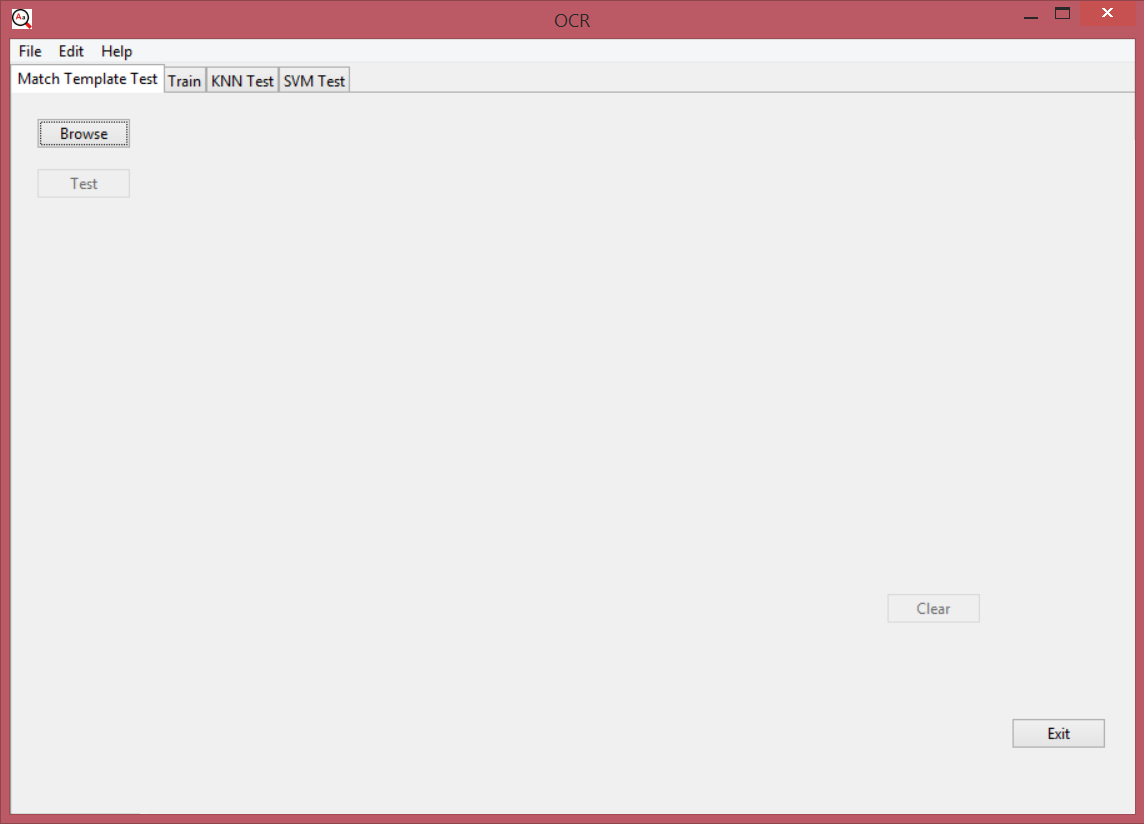 OCR
File Edit Help
Match Template Test Train KNN Test SVM Test
Browse
Test
Clear
Exit